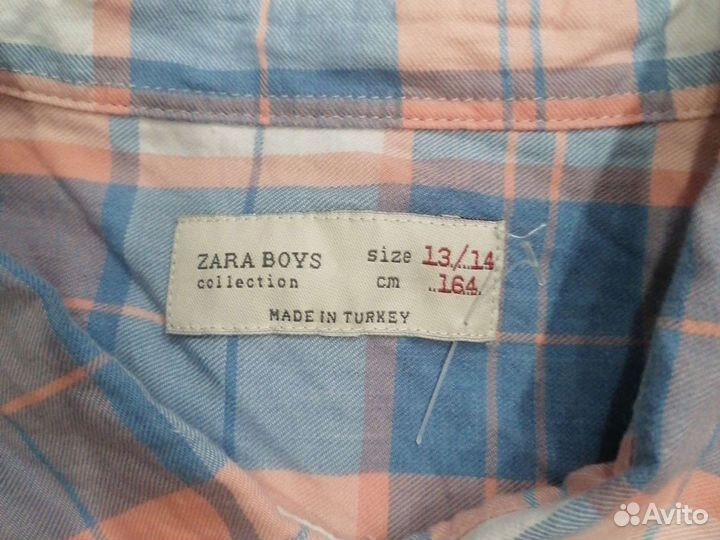 ZARA BOYS size 13/14
collection cm 164
MADE IN TURKEY
Avito